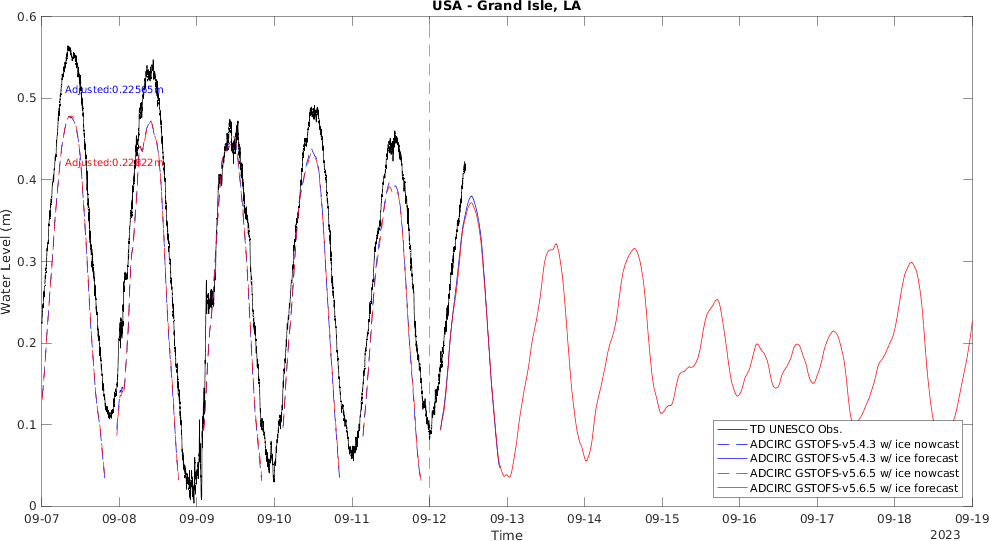 USA - Grand Isle, LA
0.6
0.5
0.4
0.3
0.2
0.1
0
Water Level (m)
Adjusted:0.22565m
Adjusted:0.22822m
TD UNESCO Obs.
ADCIRC GSTOFS-v5.4.3 w/ ice nowcast
ADCIRC GSTOFS-v5.4.3 w/ ice forecast
ADCIRC GSTOFS-v5.6.5 w/ ice nowcast
ADCIRC GSTOFS-v5.6.5 w/ ice forecast
09-07 09-08 09-09 09-10 09-11 09-12 09-13 09-14 09-15 09-16 09-17 09-18 09-19
Time
2023